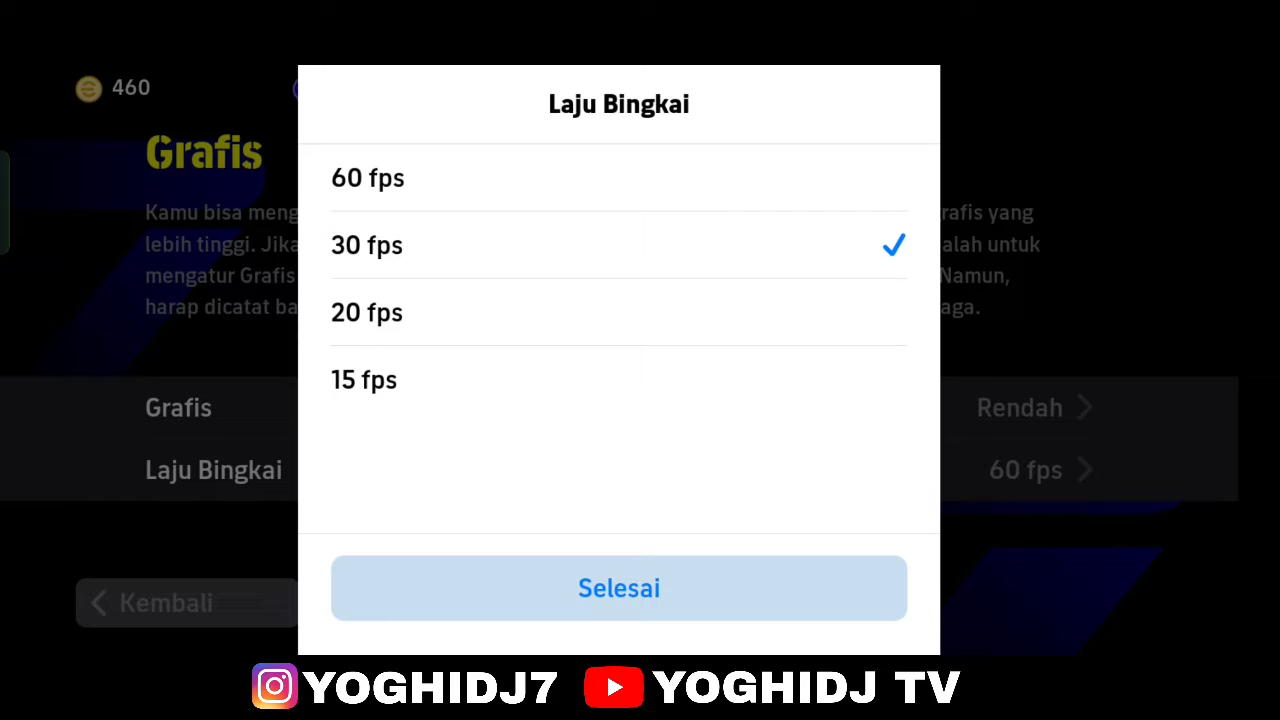 460
Laju Bingkai
Grafis
60 fps
Kamu bisa meng
rafis yang
30 fps
lebih tinggi. Jika
alah untuk
mengatur Grafis
Namun,
20 fps
harap dicatat ba
aga.
15 fps
Grafis
Rendah
Laju Bingkai
60 fps
Selesai
Kembali
YOGHIDJ7
YOGHIDJ TV